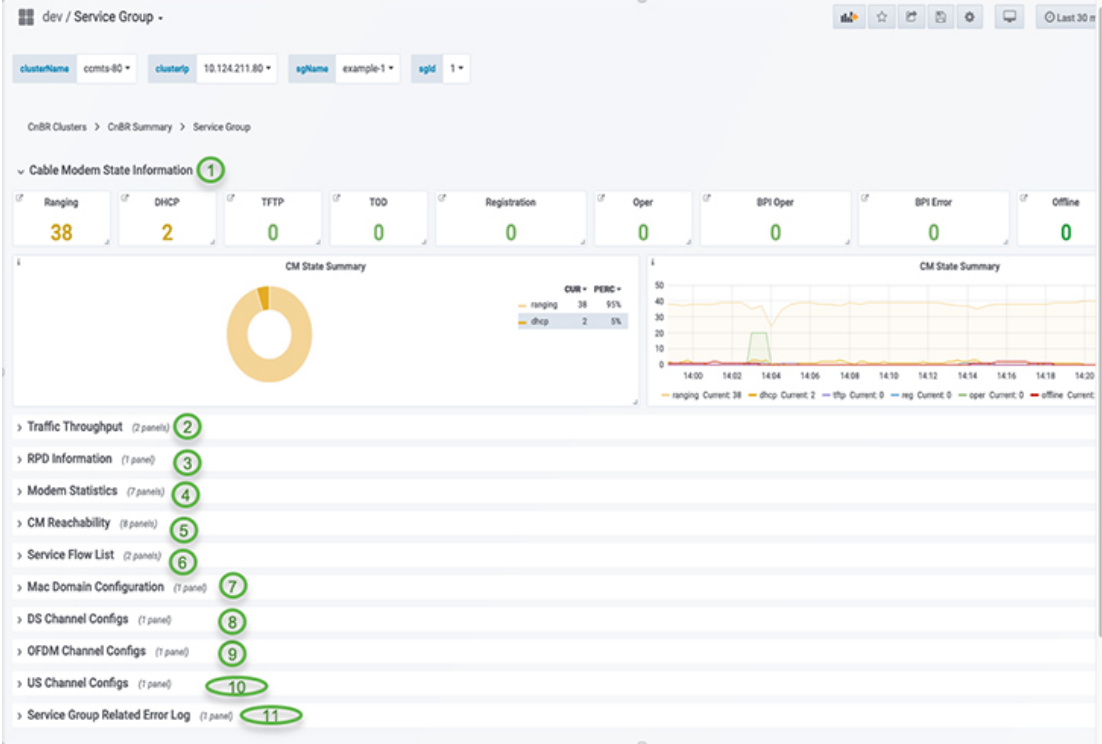 dev / Service Group
Last 30 m
clusterName ccmts-80 clusterIp 10.124.211.80 sgName example-1 sgId 1
CnBR Clusters > CnBR Summary > Service Group
Cable Modem State Information 1
Ranging DHCP TFTP TOD Registration Oper BPI Oper BPI Error Offline
38 2 0 0 0 0 0 0 0
CM State Summary
CUR PERC
ranging 38 95%
dhcp 2 5%
CM State Summary
50
40
30
20
10
0
14:00 14:02 14:04 14:06 14:08 14:10 14:12 14:14 14:16 14:18 14:20
ranging Current: 38 dhcp Current: 2 tftp Current: 0 reg Current: 0 oper Current: 0 offline Current:
> Traffic Throughput (2 panels) 2
> RPD Information (1 panel) 3
> Modem Statistics (7 panels) 4
> CM Reachability (8 panels) 5
> Service Flow List (2 panels) 6
> Mac Domain Configuration (1 panel) 7
> DS Channel Configs (1 panel) 8
> OFDM Channel Configs (1 panel) 9
> US Channel Configs (1 panel) 10
> Service Group Related Error Log (1 panel) 11